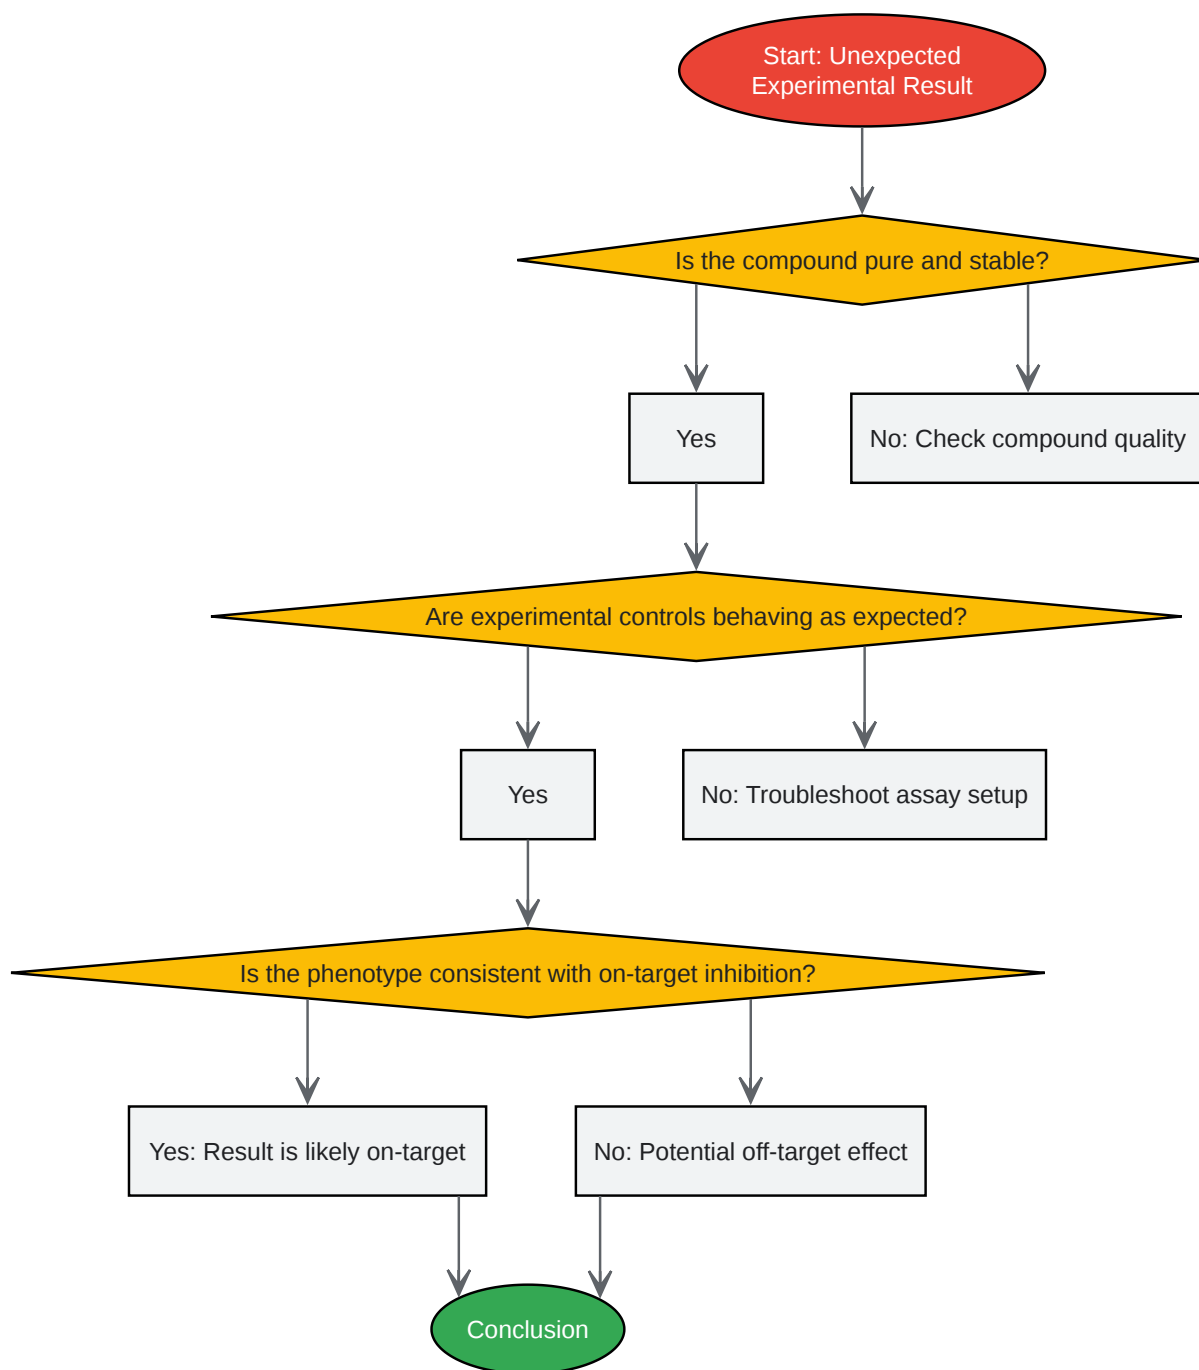 Start: Unexpected
Experimental Result
Is the compound pure and stable?
Yes
No: Check compound quality
Are experimental controls behaving as expected?
Yes
No: Troubleshoot assay setup
Is the phenotype consistent with on-target inhibition?
Yes: Result is likely on-target
No: Potential off-target effect
Conclusion